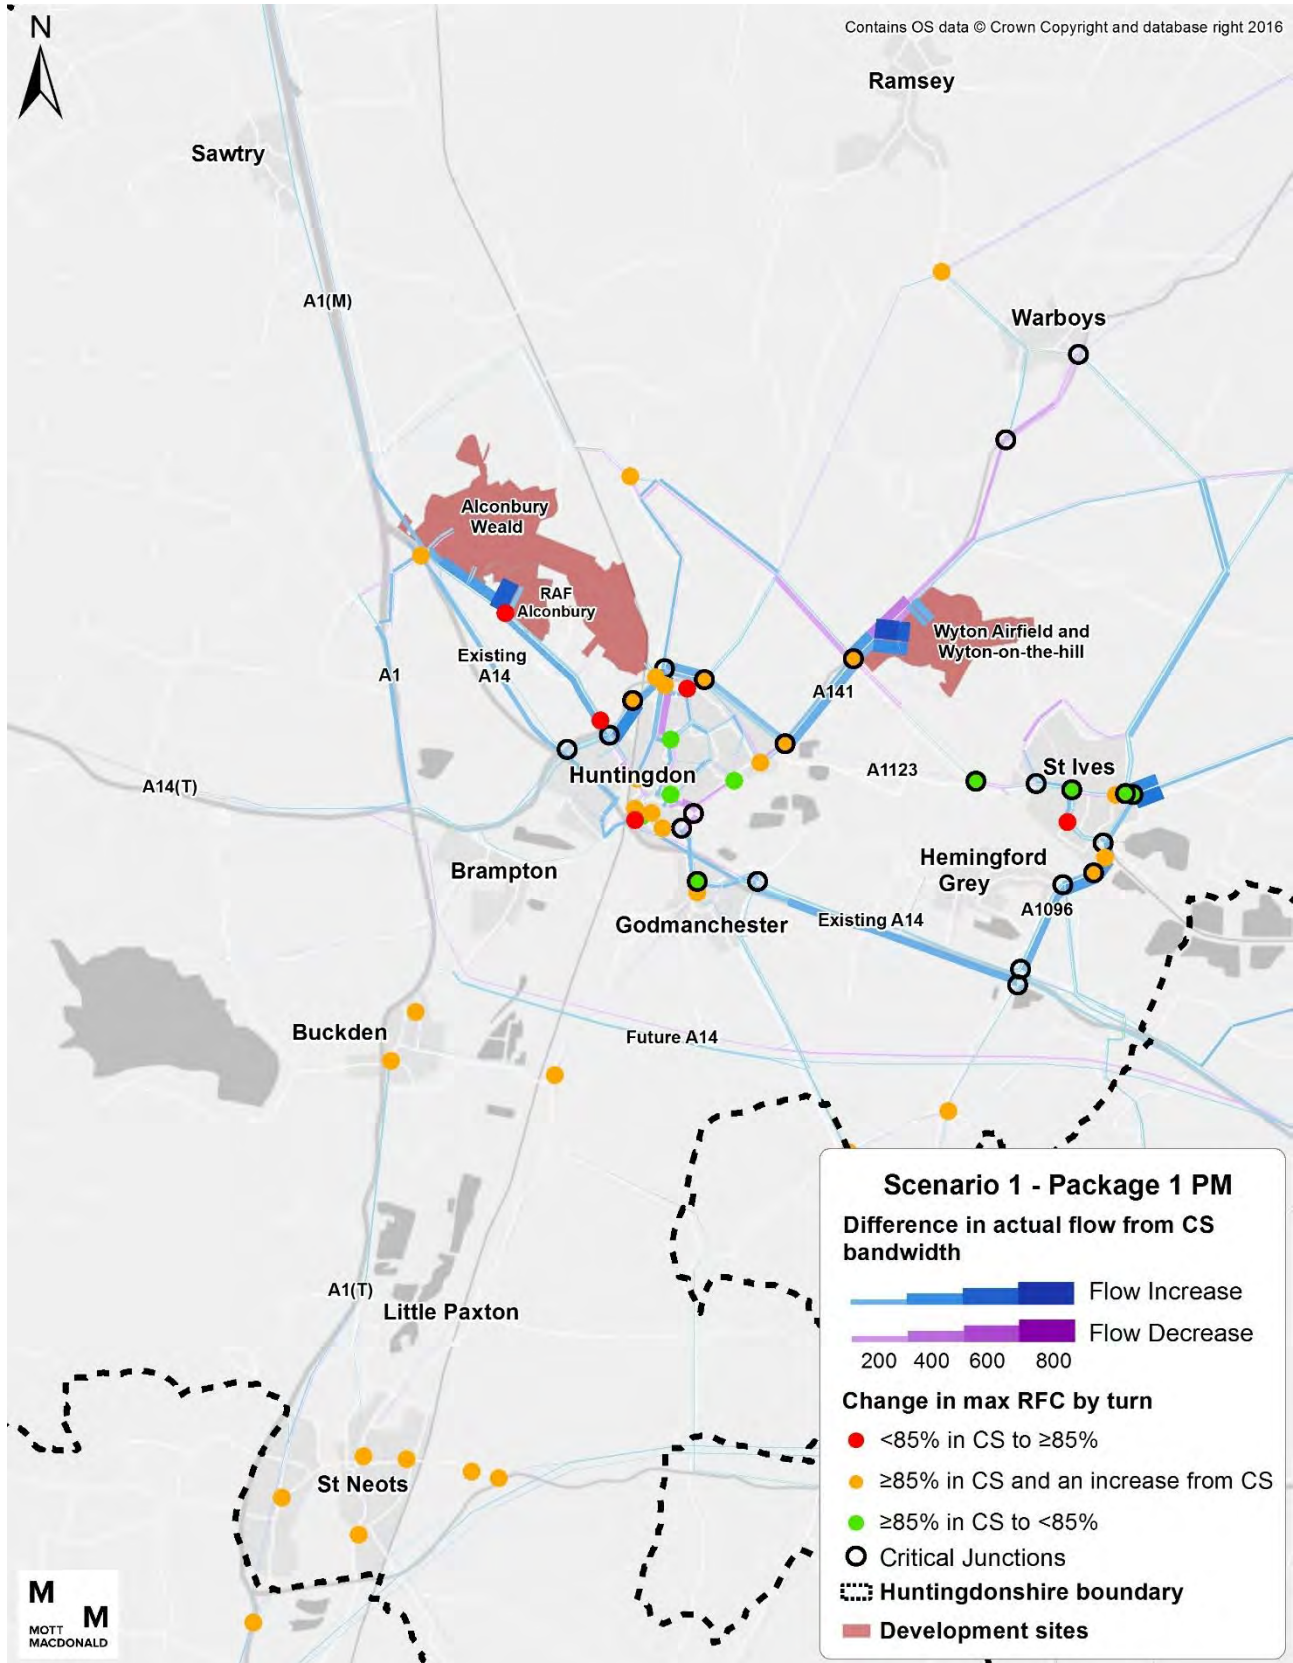 N
Contains OS data © Crown Copyright and database right 2016
Ramsey
Sawtry
A1(M)
Warboys
Alconbury
Weald
RAF
Alconbury
Existing
A14
A1
Wyton Airfield and
Wyton-on-the-hill
A141
A14(T)
Huntingdon
A1123
St Ives
Brampton
Hemingford
Grey
A1096
Godmanchester
Existing A14
Buckden
Future A14
A1(T)
Little Paxton
St Neots
Scenario 1 - Package 1 PM
Difference in actual flow from CS
bandwidth
Flow Increase
Flow Decrease
200 400 600 800
Change in max RFC by turn
<85% in CS to ≥85%
≥85% in CS and an increase from CS
≥85% in CS to <85%
Critical Junctions
Huntingdonshire boundary
Development sites
M
M
MOTT
MACDONALD